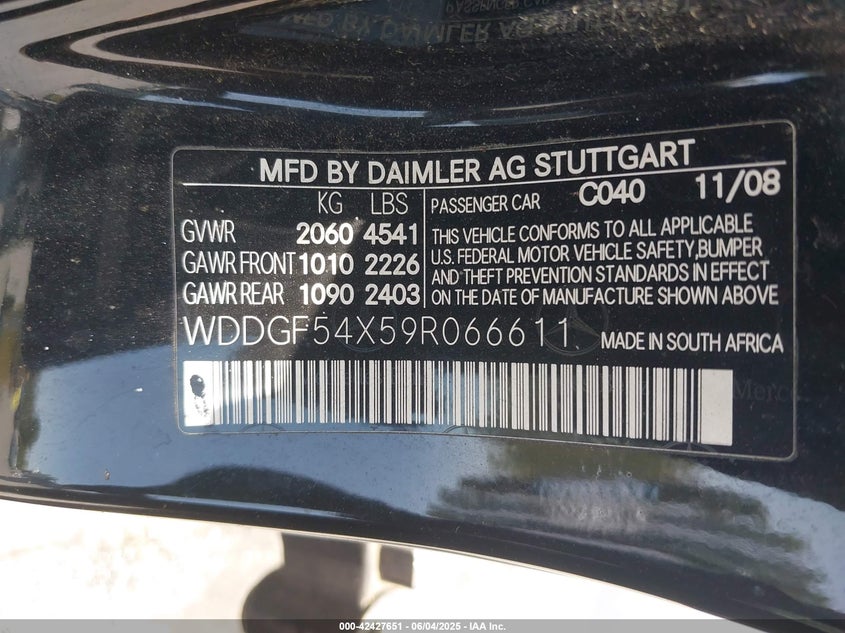 MFD BY DAIMLER AG STUTTGART
KG LBS PASSENGER CAR C040 11/08
GVWR 2060 4541
GAWR FRONT 1010 2226
GAWR REAR 1090 2403
THIS VEHICLE CONFORMS TO ALL APPLICABLE
U.S. FEDERAL MOTOR VEHICLE SAFETY, BUMPER
AND THEFT PREVENTION STANDARDS IN EFFECT
ON THE DATE OF MANUFACTURE SHOWN ABOVE
WDDGF54X59R066611 MADE IN SOUTH AFRICA
000-42427651 - 06/04/2025 - IAA Inc.